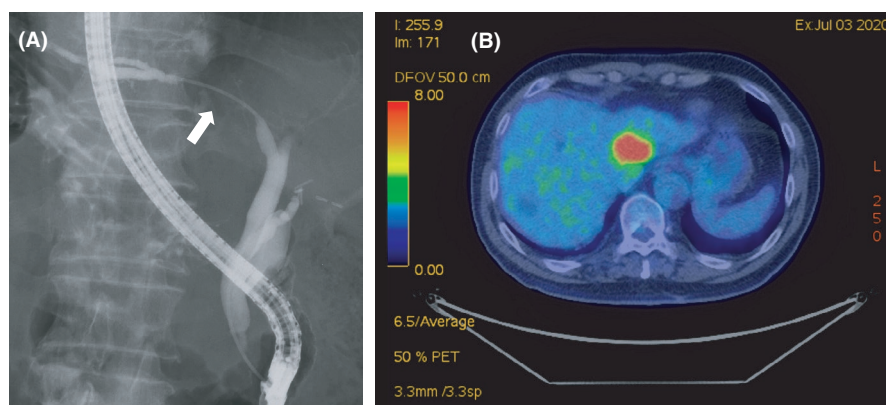 (A)
I: 255.9
Im: 171
(B)
Ex:Jul 03 2020
DFOV 50.0 cm
8.00
L
2
5
0
0.00
6.5/Average
50 % PET
3.3mm /3.3sp